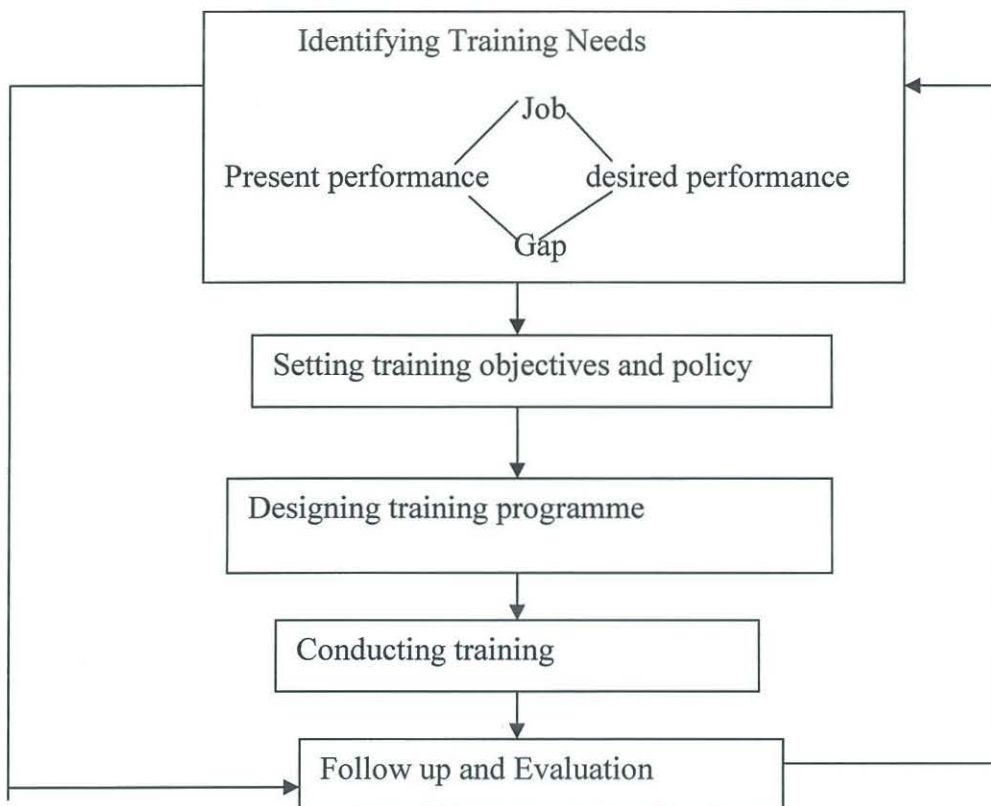 Identifying Training Needs
Job
Present performance desired performance
Gap
Setting training objectives and policy
Designing training programme
Conducting training
Follow up and Evaluation